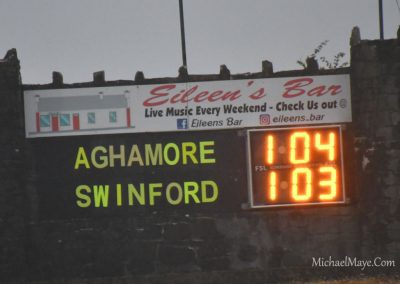 Eileen's Bar
Live Music Every Weekend - Check Us out @
Eileens Bar eileens_bar
AGHAMORE 1:04
FSL
SWINFORD 1:03
MichaelMaye.Com